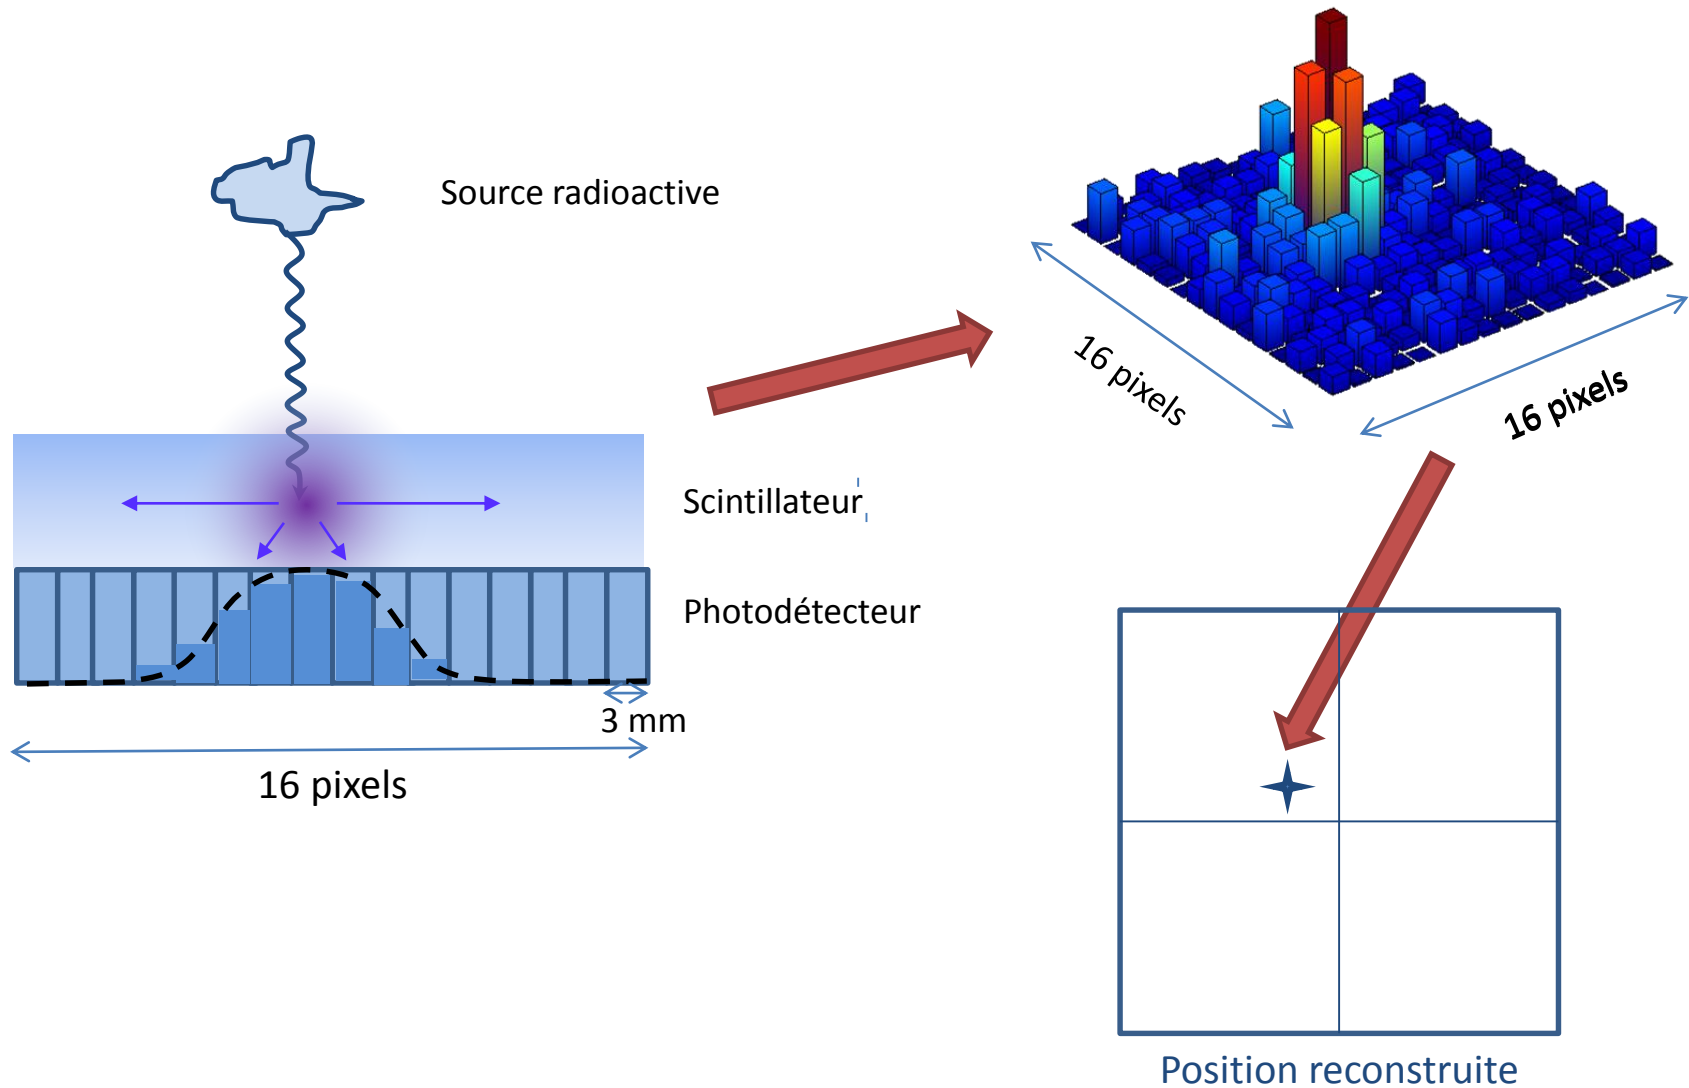 Source radioactive
Scintillateur
Photodétecteur
3 mm
16 pixels
16 pixels
16 pixels
Position reconstruite